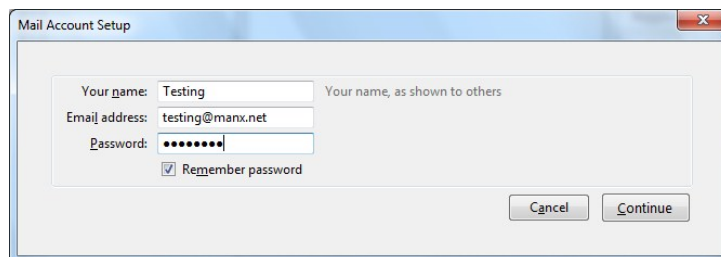 Mail Account Setup
Your name: Testing Your name, as shown to others
Email address: testing@manx.net
Password: ●●●●●●●●
Remember password
Cancel Continue